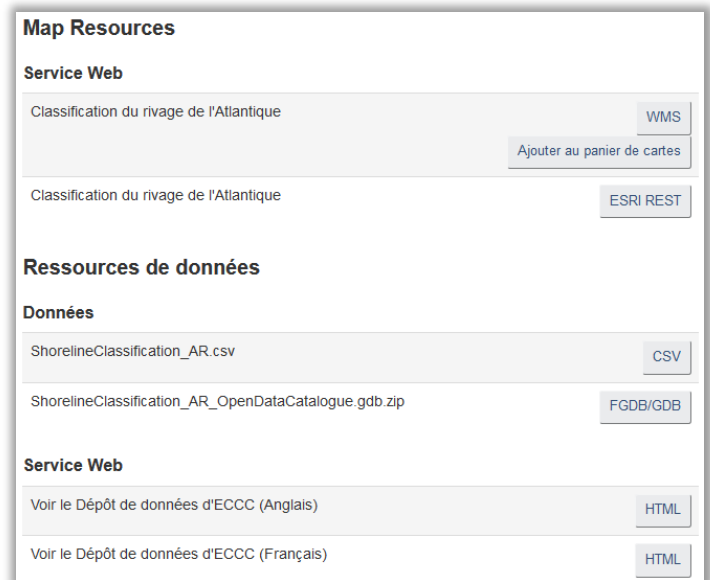 Map Resources
Service Web
Classification du rivage de l'Atlantique
WMS
Ajouter au panier de cartes
Classification du rivage de l'Atlantique
ESRI REST
Ressources de données
Données
ShorelineClassification_AR.csv
CSV
ShorelineClassification_AR_OpenDataCatalogue.gdb.zip
FGDB/GDB
Service Web
Voir le Dépôt de données d'ECCC (Anglais)
HTML
Voir le Dépôt de données d'ECCC (Français)
HTML